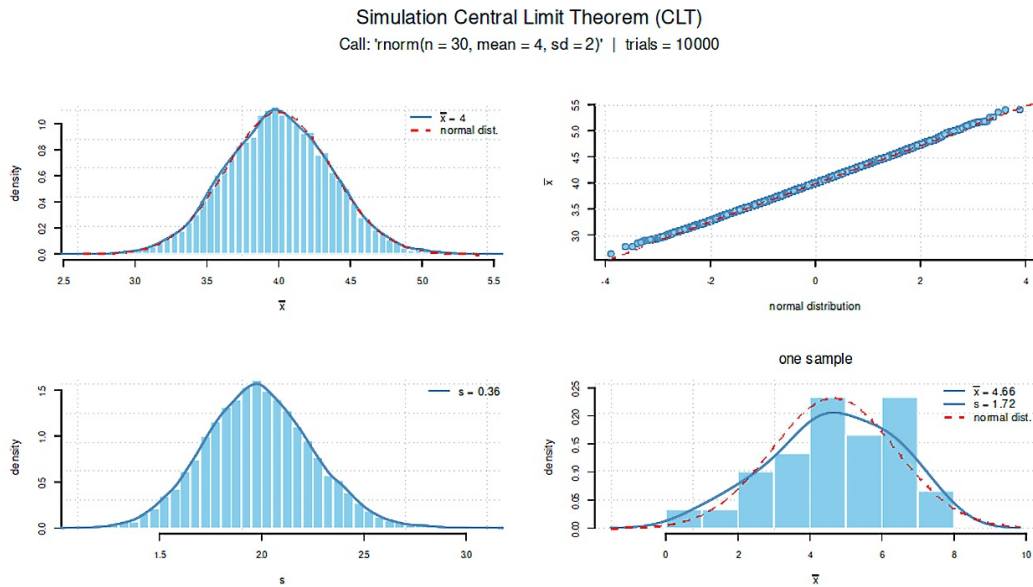 Simulation Central Limit Theorem (CLT)
Call: 'rnorm(n = 30, mean = 4, sd = 2)' | trials = 10000
density
0.0 0.2 0.4 0.6 0.8 1.0
x̅ = 4
normal dist.
2.5 3.0 3.5 4.0 4.5 5.0 5.5
x̅
x̅
3.0 3.5 4.0 4.5 5.0 5.5
-4 -2 0 2 4
normal distribution
density
0.0 0.5 1.0 1.5
s = 0.36
1.5 2.0 2.5 3.0
s
one sample
density
0.00 0.05 0.10 0.15 0.20 0.25
x̅ = 4.66
s = 1.72
normal dist.
0 2 4 6 8 10
x̅